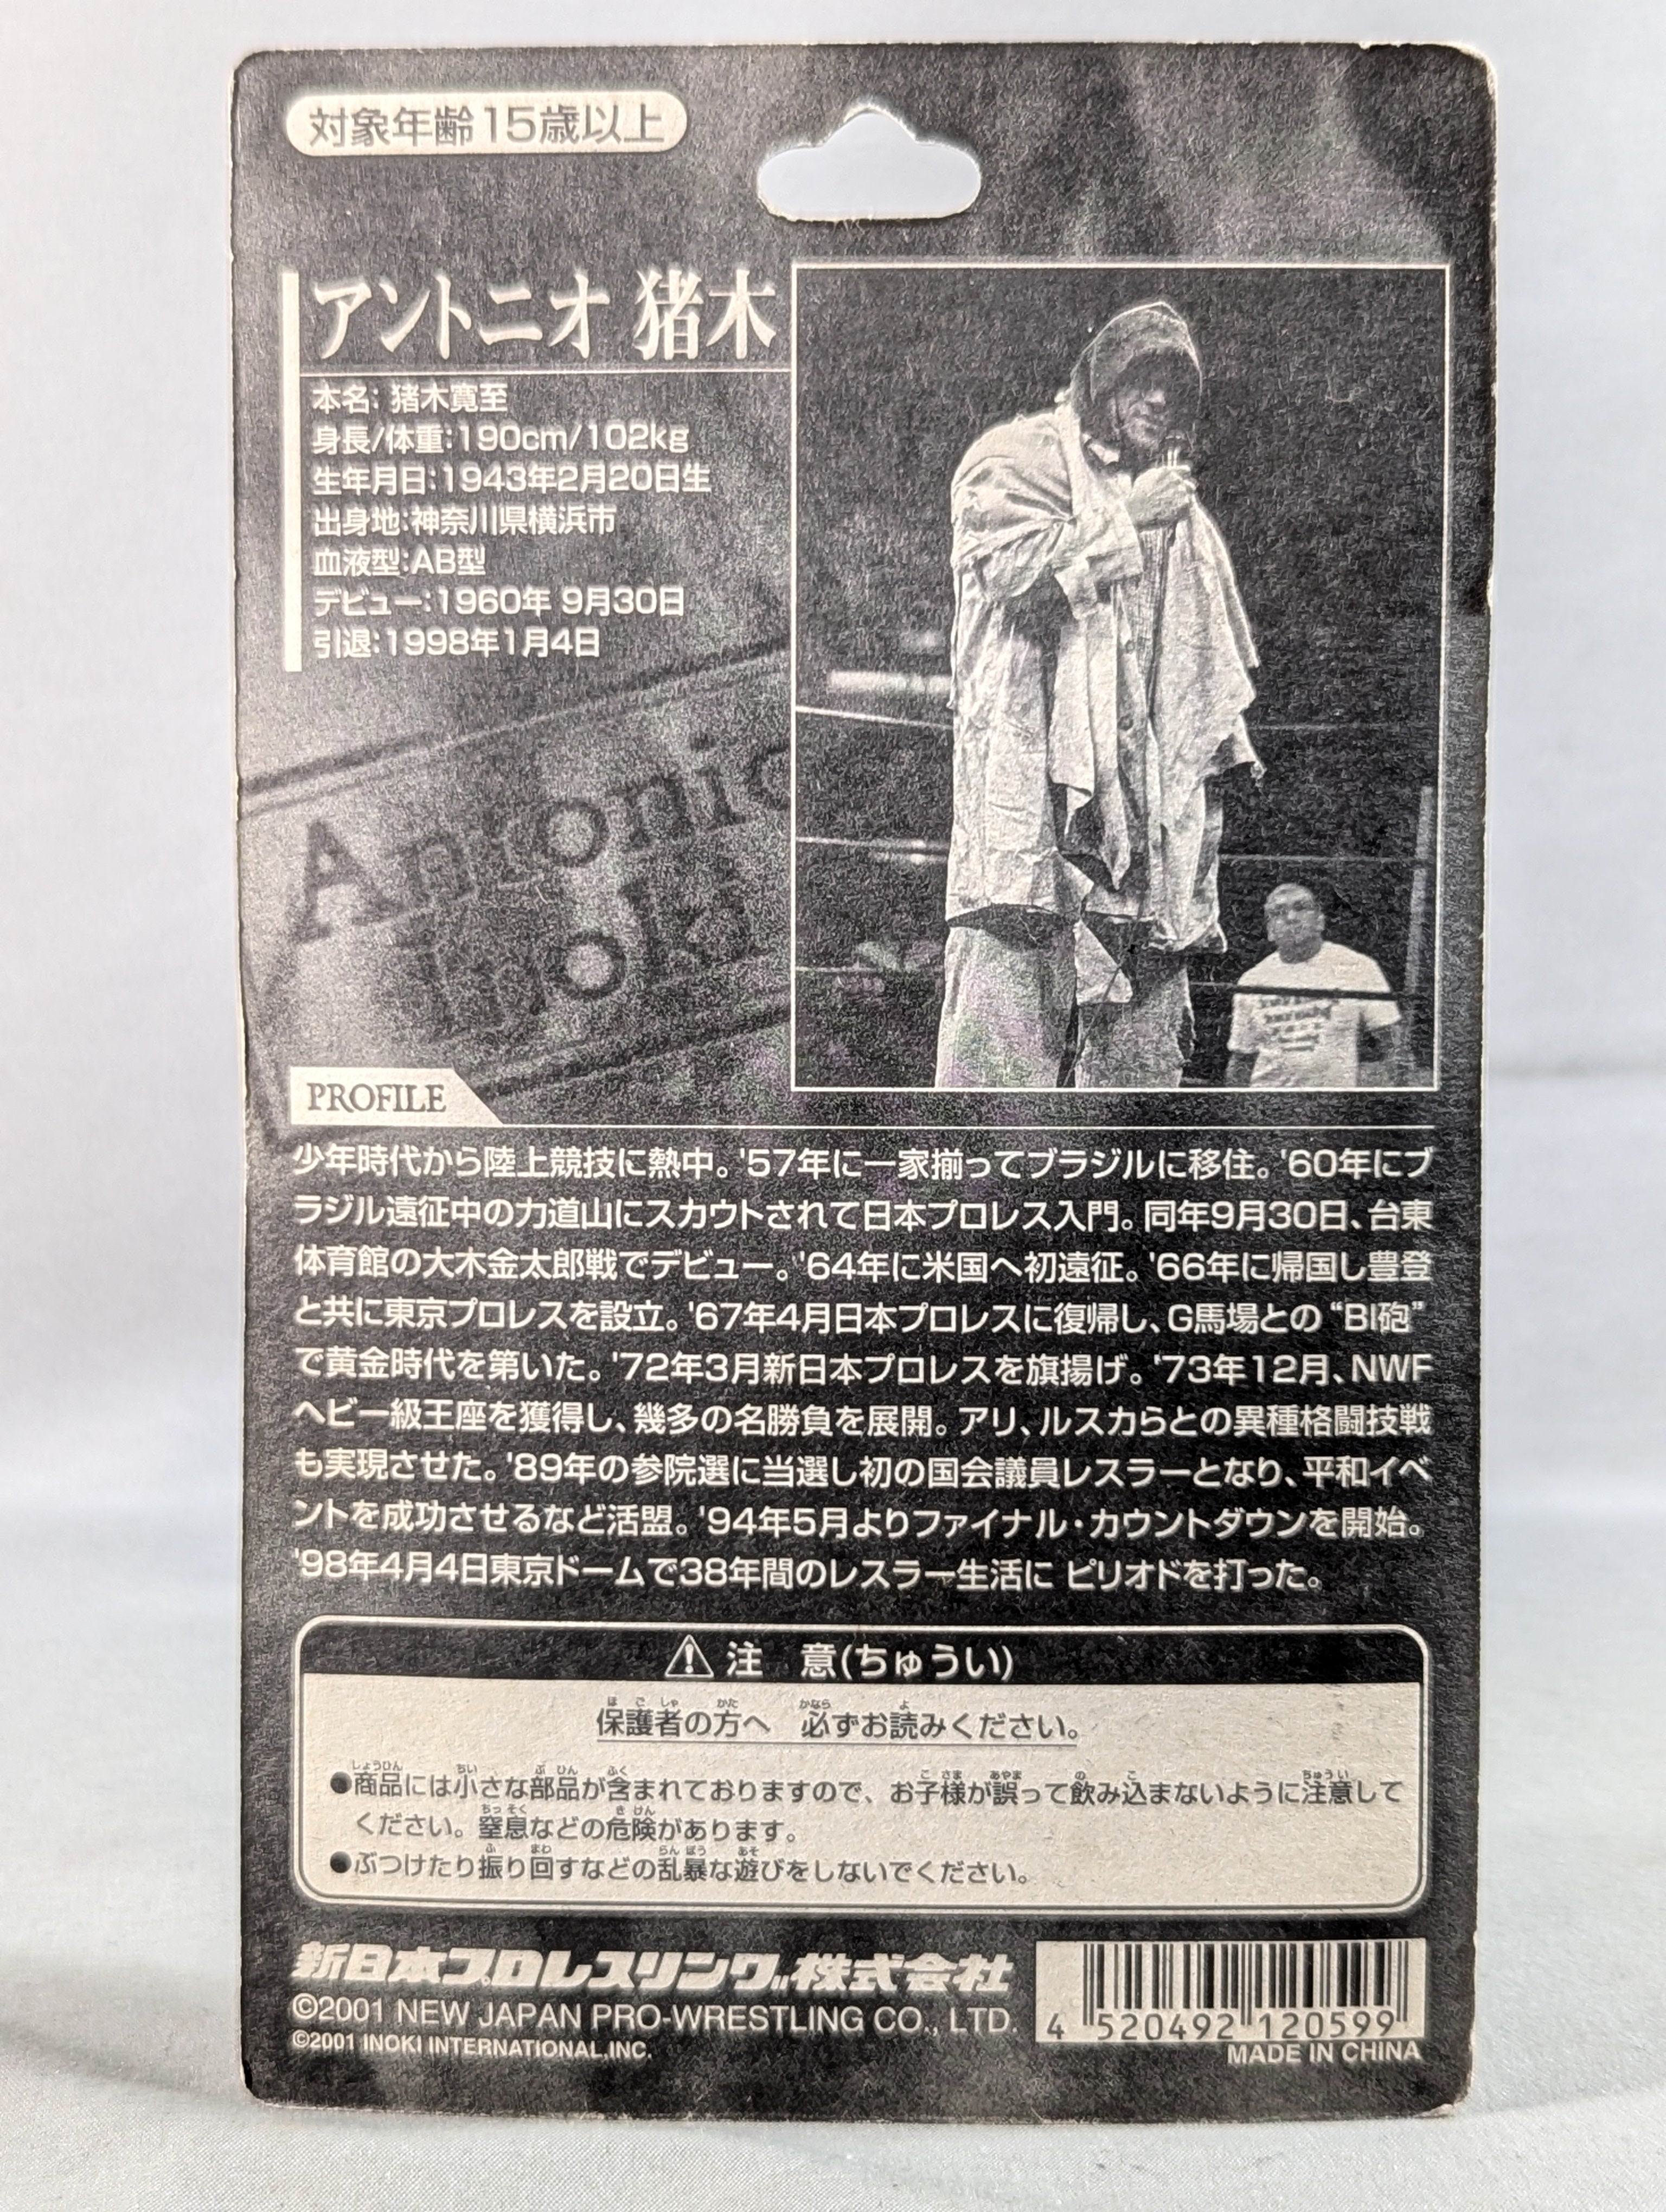 対象年齢15歳以上
アントニオ 猪木
本名: 猪木寛至
身長/体重:190cm/102kg
生年月日:1943年2月20日生
出身地:神奈川県横浜市
血液型:AB型
デビュー:1960年 9月30日
引退:1998年1月4日
Antonio
Inoki
PROFILE
少年時代から陸上競技に熱中。'57年に一家揃ってブラジルに移住。'60年にブ
ラジル遠征中の力道山にスカウトされて日本プロレス入門。同年9月30日、台東
体育館の大木金太郎戦でデビュー。'64年に米国へ初遠征。'66年に帰国し豊登
と共に東京プロレスを設立。'67年4月日本プロレスに復帰し、G馬場との“BI砲”
で黄金時代を第いた。'72年3月新日本プロレスを旗揚げ。'73年12月、NWF
ヘビー級王座を獲得し、幾多の名勝負を展開。アリ、ルスカらとの異種格闘技戦
も実現させた。'89年の参院選に当選し初の国会議員レスラーとなり、平和イベ
ントを成功させるなど活盟。'94年5月よりファイナル・カウントダウンを開始。
'98年4月4日東京ドームで38年間のレスラー生活に ピリオドを打った。
⚠注 意(ちゅうい)
保護者の方へ 必ずお読みください。
●商品には小さな部品が含まれておりますので、お子様が誤って飲み込まないように注意して
ください。窒息などの危険があります。
●ぶつけたり振り回すなどの乱暴な遊びをしないでください。
新日本プロレスリング株式会社
©2001 NEW JAPAN PRO-WRESTLING CO., LTD.
©2001 INOKI INTERNATIONAL,INC.
4 520492 120599
MADE IN CHINA